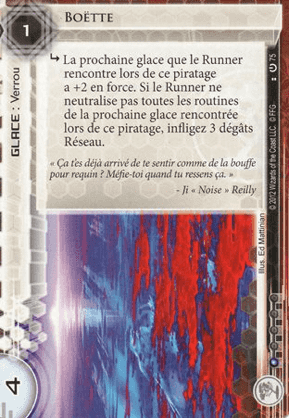 1
BOËTTE
GLACE : Verrou
La prochaine glace que le Runner
rencontre lors de ce piratage
a +2 en force. Si le Runner ne
neutralise pas toutes les routines
de la prochaine glace rencontrée
lors de ce piratage, infligez 3 dégâts
Réseau.
« Ça t'es déjà arrivé de te sentir comme de la bouffe
pour requin ? Méfie-toi quand tu ressens ça. »
- Ji « Noise » Reilly
Illus. Ed Mattinian
© 2012 Wizards of the Coast LLC. © FFG
75
4